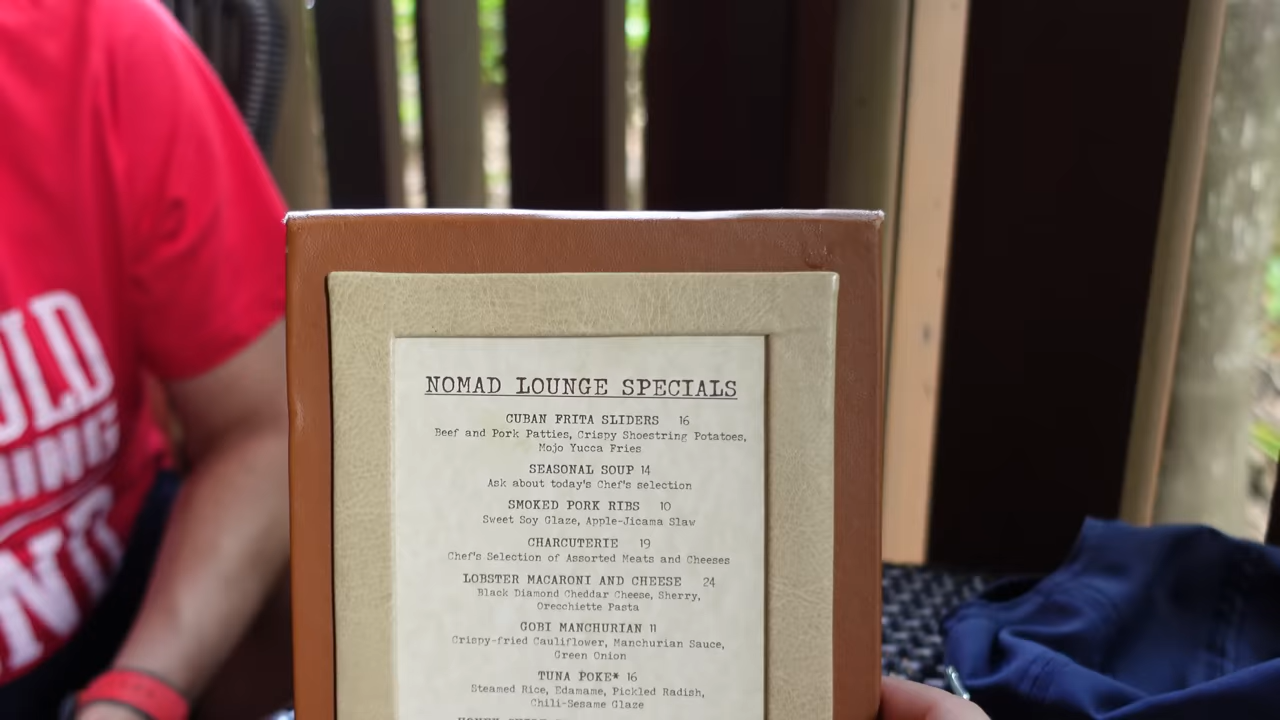 NOMAD LOUNGE SPECIALS
CUBAN FRITA SLIDERS 16
Beef and Pork Patties, Crispy Shoestring Potatoes,
Mojo Yucca Fries
SEASONAL SOUP 14
Ask about today's Chef's selection
SMOKED PORK RIBS 10
Sweet Soy Glaze, Apple-Jicama Slaw
CHARCUTERIE 19
Chef's Selection of Assorted Meats and Cheeses
LOBSTER MACARONI AND CHEESE 24
Black Diamond Cheddar Cheese, Sherry,
Orecchiette Pasta
GOBI MANCHURIAN 11
Crispy-fried Cauliflower, Manchurian Sauce,
Green Onion
TUNA POKE* 16
Steamed Rice, Edamame, Pickled Radish,
Chili-Sesame Glaze